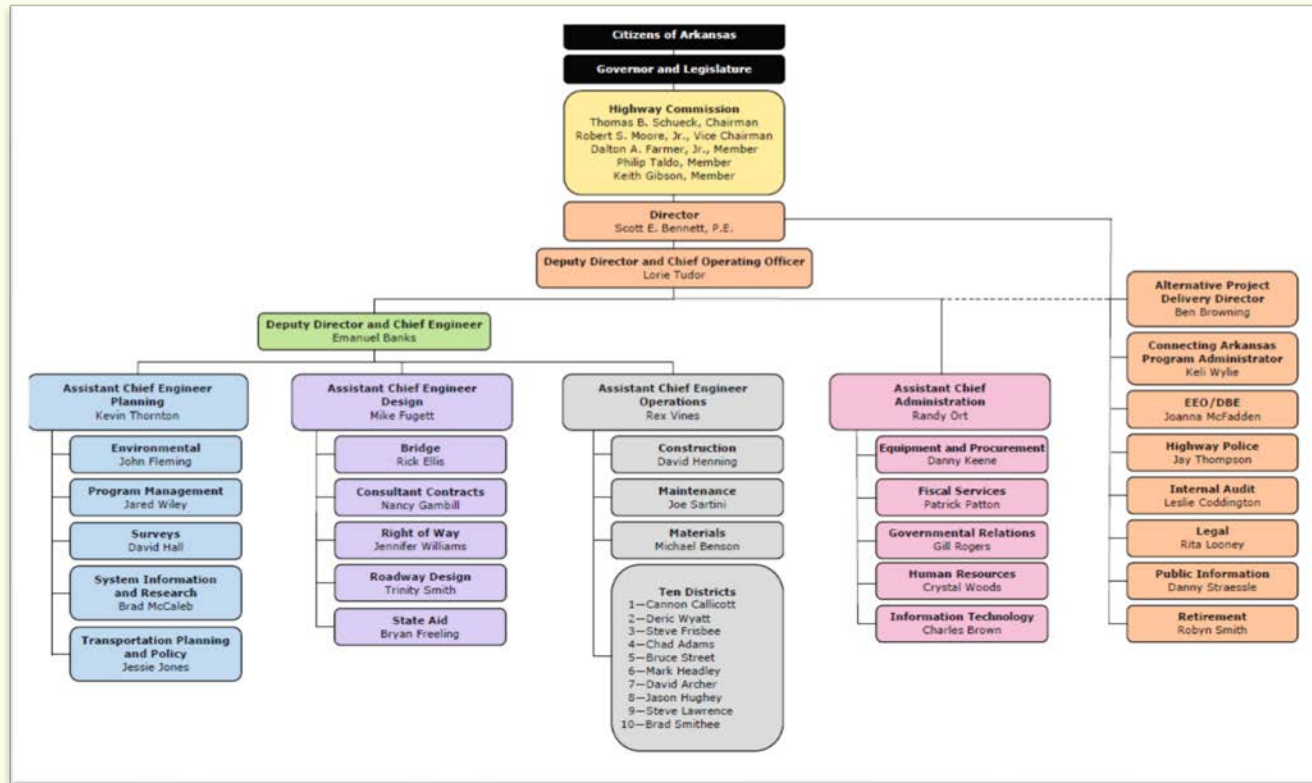 Citizens of Arkansas
Governor and Legislature
Highway Commission
Thomas B. Schueck, Chairman
Robert S. Moore, Jr., Vice Chairman
Dalton A. Farmer, Jr., Member
Philip Taldo, Member
Keith Gibson, Member
Director
Scott E. Bennett, P.E.
Deputy Director and Chief Operating Officer
Lorie Tudor
Deputy Director and Chief Engineer
Emanuel Banks
Assistant Chief Engineer
Planning
Kevin Thornton
Environmental
John Fleming
Program Management
Jared Wiley
Surveys
David Hall
System Information
and Research
Brad McCaleb
Transportation Planning
and Policy
Jessie Jones
Assistant Chief Engineer
Design
Mike Fugett
Bridge
Rick Ellis
Consultant Contracts
Nancy Gambill
Right of Way
Jennifer Williams
Roadway Design
Trinity Smith
State Aid
Bryan Freeling
Assistant Chief Engineer
Operations
Rex Vines
Construction
David Henning
Maintenance
Joe Sartini
Materials
Michael Benson
Ten Districts
1—Cannon Callicott
2—Deric Wyatt
3—Steve Frisbee
4—Chad Adams
5—Bruce Street
6—Mark Headley
7—David Archer
8—Jason Hughey
9—Steve Lawrence
10—Brad Smithee
Assistant Chief
Administration
Randy Ort
Equipment and Procurement
Danny Keene
Fiscal Services
Patrick Patton
Governmental Relations
Gill Rogers
Human Resources
Crystal Woods
Information Technology
Charles Brown
Alternative Project
Delivery Director
Ben Browning
Connecting Arkansas
Program Administrator
Keli Wylie
EEO/DBE
Joanna McFadden
Highway Police
Jay Thompson
Internal Audit
Leslie Coddington
Legal
Rita Looney
Public Information
Danny Straessle
Retirement
Robyn Smith